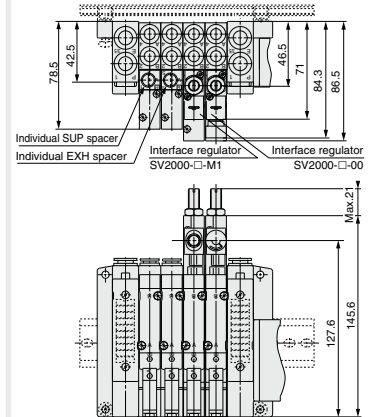 78.5
42.5
46.5
71
84.3
86.5
Individual SUP spacer
Individual EXH spacer
Interface regulator
SV2000-□-M1
Interface regulator
SV2000-□-00
Max.21
127.6
145.6